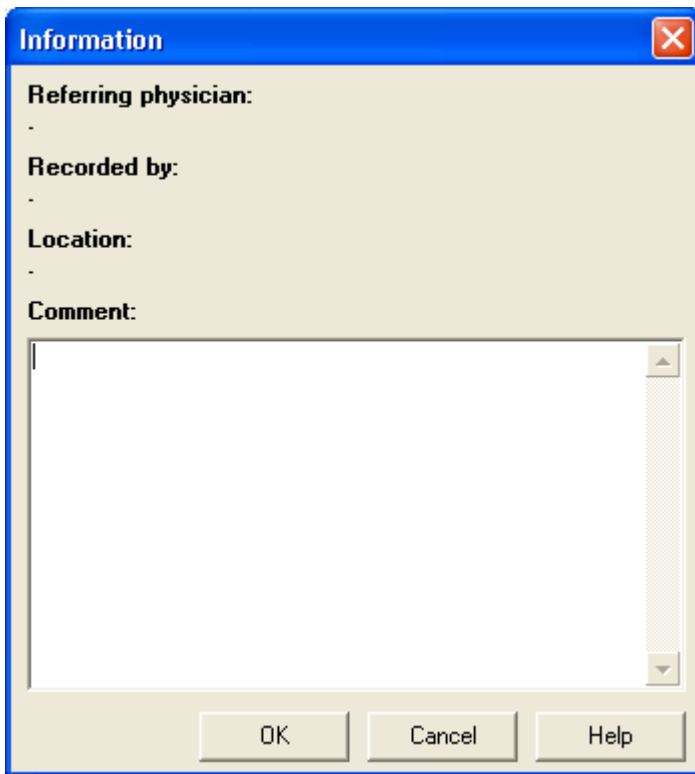 Information
Referring physician:
-
Recorded by:
-
Location:
-
Comment:
OK Cancel Help